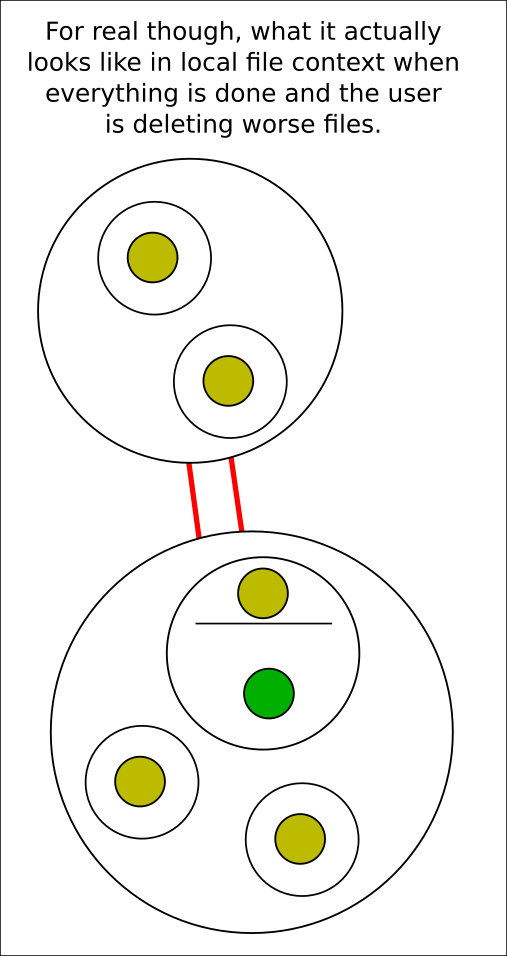 For real though, what it actually
looks like in local file context when
everything is done and the user
is deleting worse files.